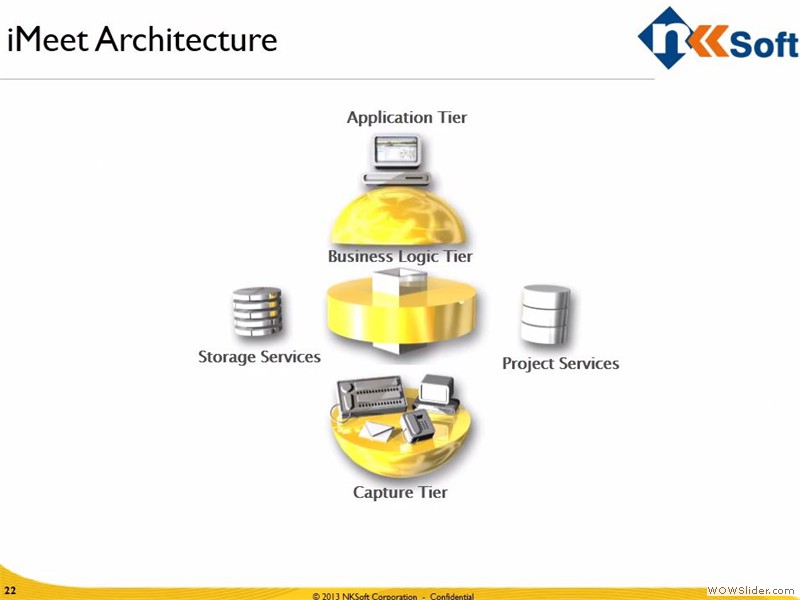 iMeet Architecture
nKSoft
Application Tier
Business Logic Tier
Storage Services
Project Services
Capture Tier
22
© 2013 NKSoft Corporation - Confidential
WOWSlider.com